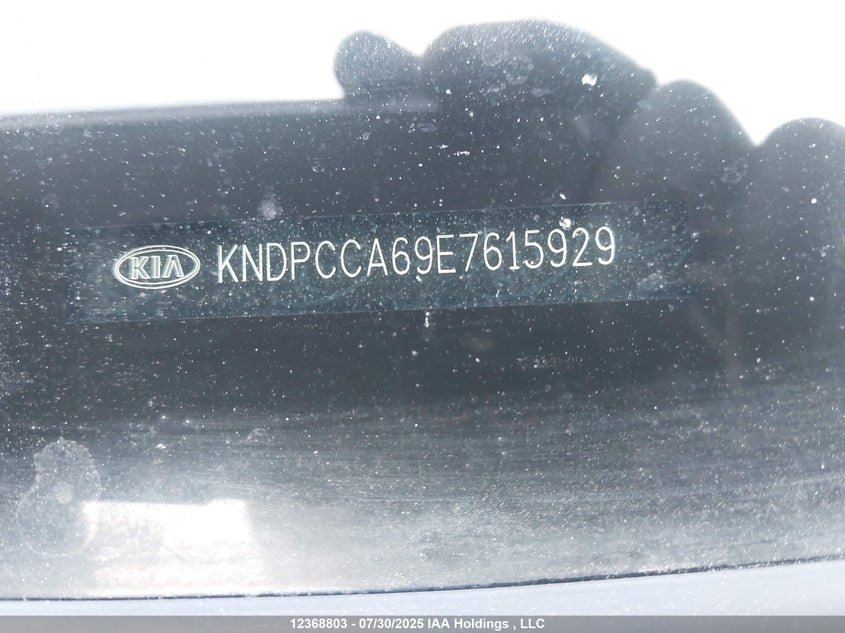 KIA KNDPCCA69E7615929
12368803 - 07/30/2025 IAA Holdings , LLC